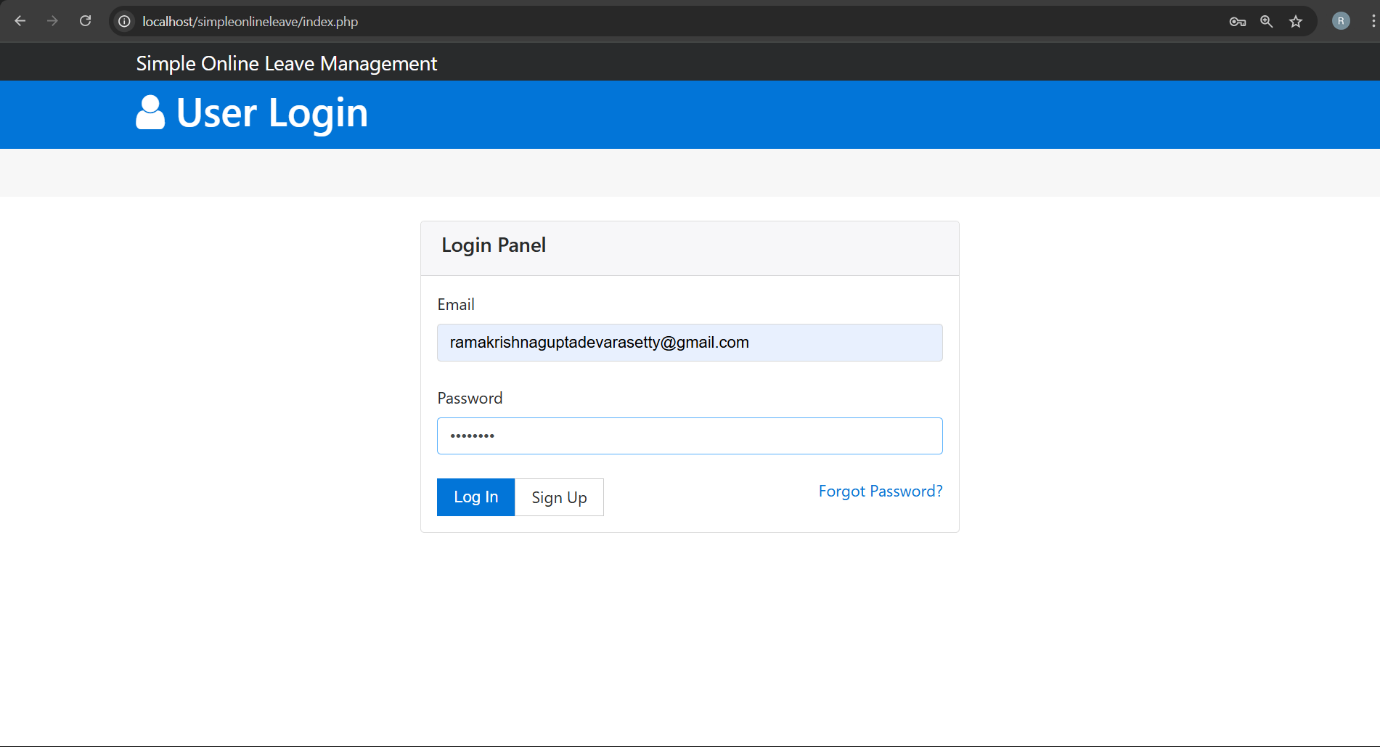 localhost/simpleonlineleave/index.php
R
Simple Online Leave Management
User Login
Login Panel
Email
ramakrishnaguptadevarasetty@gmail.com
Password
••••••••
Log In Sign Up Forgot Password?